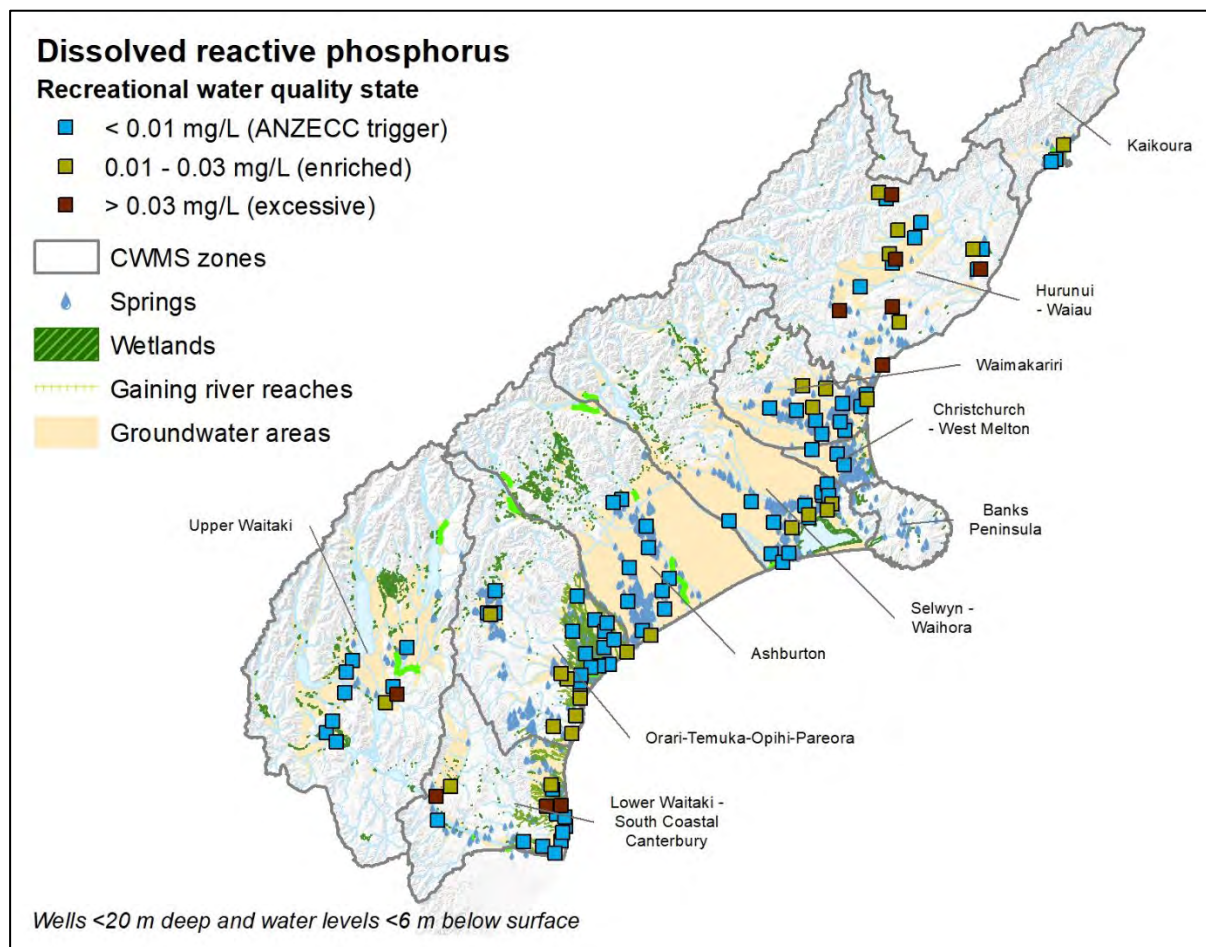 Dissolved reactive phosphorus
Recreational water quality state
< 0.01 mg/L (ANZECC trigger)
0.01 - 0.03 mg/L (enriched)
> 0.03 mg/L (excessive)
CWMS zones
Springs
Wetlands
Gaining river reaches
Groundwater areas
Kaikoura
Hurunui
- Waiau
Waimakariri
Christchurch
- West Melton
Banks
Peninsula
Upper Waitaki
Selwyn -
Waihora
Ashburton
Orari-Temuka-Opihi-Pareora
Lower Waitaki -
South Coastal
Canterbury
Wells <20 m deep and water levels <6 m below surface